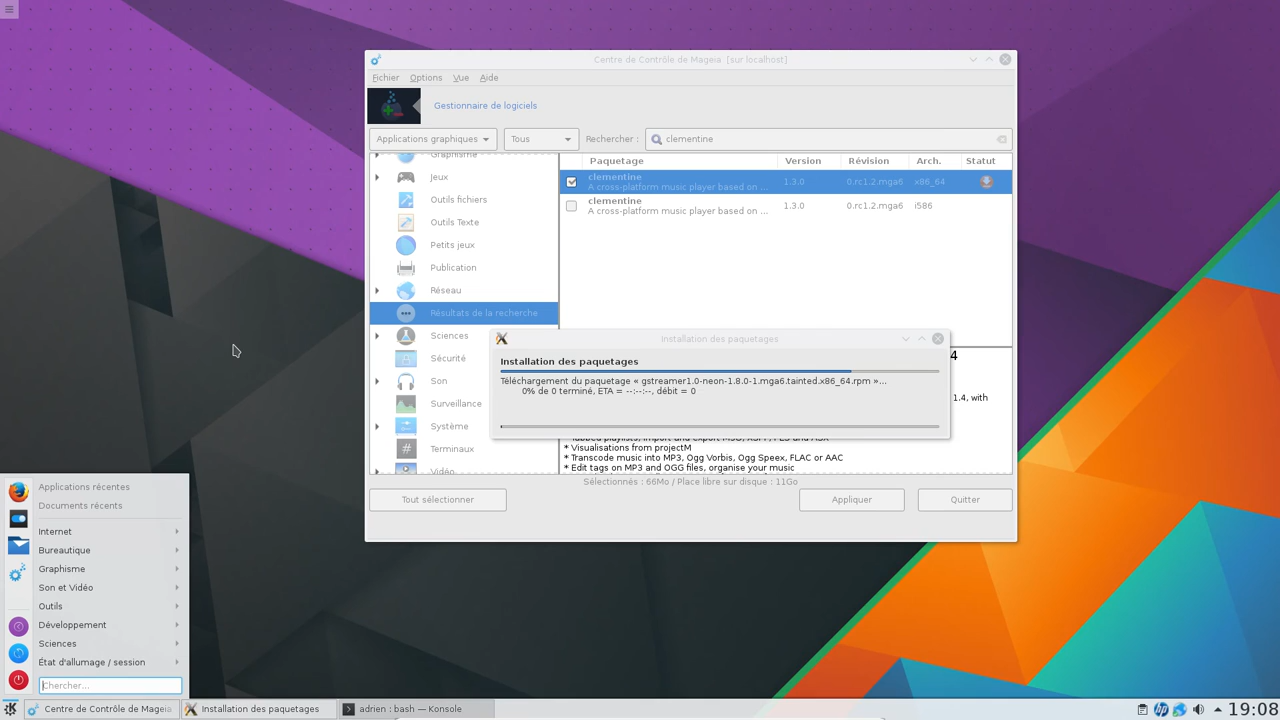 Centre de Contrôle de Mageia [sur localhost]
Fichier Options Vue Aide
Gestionnaire de logiciels
Applications graphiques Tous Rechercher : clementine
Graphisme
Jeux
Outils fichiers
Outils Texte
Petits jeux
Publication
Réseau
Résultats de la recherche
Sciences
Sécurité
Son
Surveillance
Système
Terminaux
Vidéo
Paquetage Version Révision Arch. Statut
clementine 1.3.0 0.rc1.2.mga6 x86_64
A cross-platform music player based on ...
clementine 1.3.0 0.rc1.2.mga6 i586
A cross-platform music player based on ...
4
1.4, with
Installation des paquetages
Installation des paquetages
Téléchargement du paquetage « gstreamer1.0-neon-1.8.0-1.mga6.tainted.x86_64.rpm »...
0% de 0 terminé, ETA = --:--:--, débit = 0
* Visualisations from projectM
* Transcode music into MP3, Ogg Vorbis, Ogg Speex, FLAC or AAC
* Edit tags on MP3 and OGG files, organise your music
Sélectionnés : 66Mo / Place libre sur disque : 11Go
Tout sélectionner Appliquer Quitter
Applications récentes
Documents récents
Internet
Bureautique
Graphisme
Son et Vidéo
Outils
Développement
Sciences
État d'allumage / session
Chercher...
Centre de Contrôle de Mageia Installation des paquetages adrien : bash — Konsole 19:08